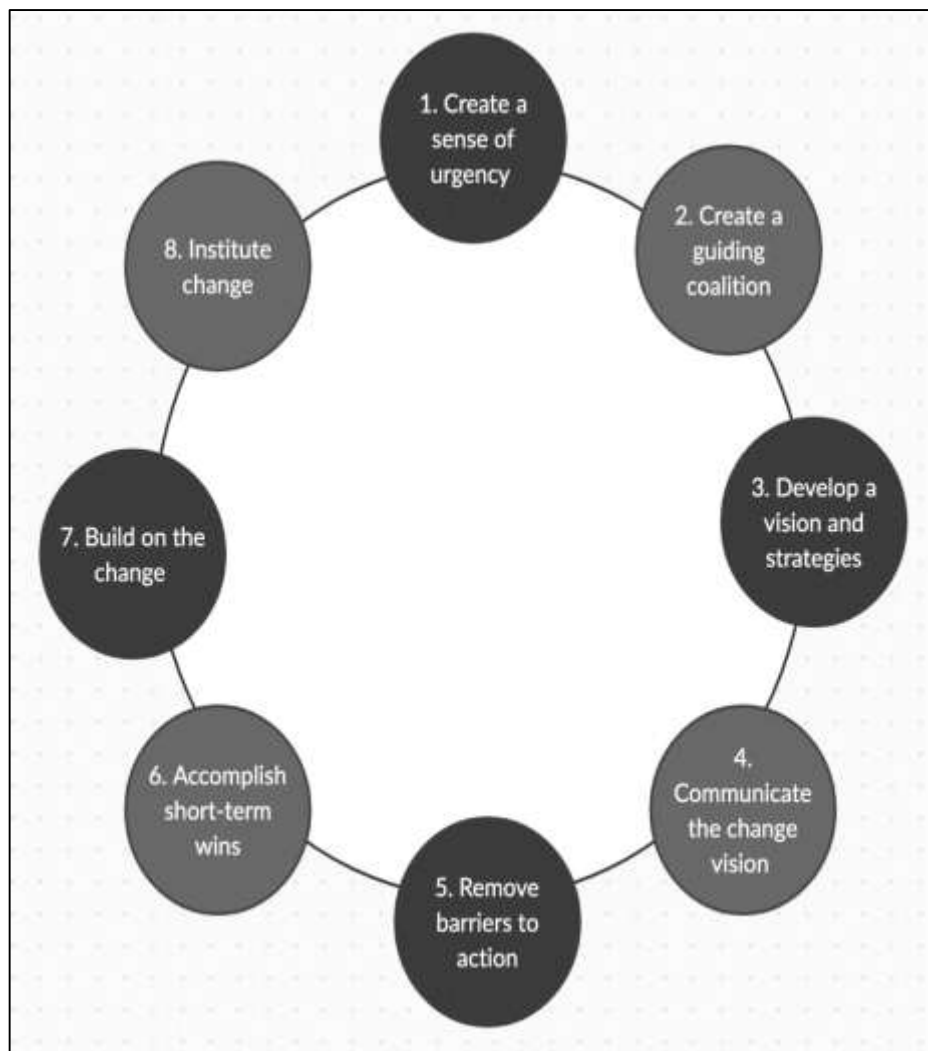 1. Create a
sense of
urgency
2. Create a
guiding
coalition
3. Develop a
vision and
strategies
4.
Communicate
the change
vision
5. Remove
barriers to
action
6. Accomplish
short-term
wins
7. Build on the
change
8. Institute
change